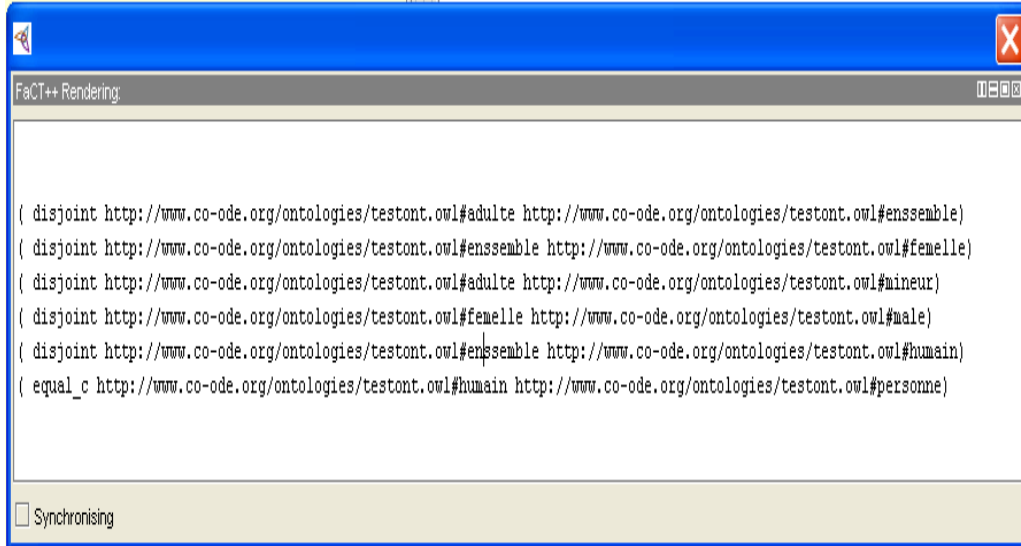 FaCT++ Rendering:
( disjoint http://www.co-ode.org/ontologies/testont.owl#adulte http://www.co-ode.org/ontologies/testont.owl#enssemble)
( disjoint http://www.co-ode.org/ontologies/testont.owl#enssemble http://www.co-ode.org/ontologies/testont.owl#femelle)
( disjoint http://www.co-ode.org/ontologies/testont.owl#adulte http://www.co-ode.org/ontologies/testont.owl#mineur)
( disjoint http://www.co-ode.org/ontologies/testont.owl#femelle http://www.co-ode.org/ontologies/testont.owl#male)
( disjoint http://www.co-ode.org/ontologies/testont.owl#enssemble http://www.co-ode.org/ontologies/testont.owl#humain)
( equal_c http://www.co-ode.org/ontologies/testont.owl#humain http://www.co-ode.org/ontologies/testont.owl#personne)
Synchronising